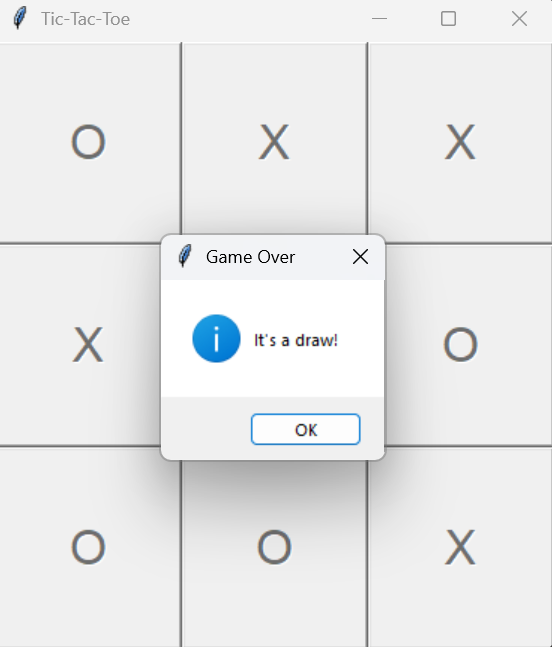 Tic-Tac-Toe
O X X
Game Over
X O
It's a draw!
OK
O O X